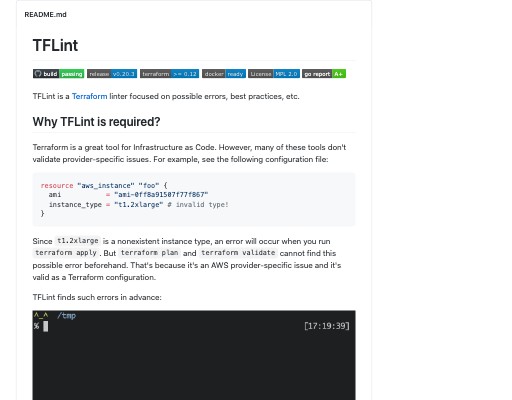 README.md
TFLint
build passing release v0.20.3 terraform >= 0.12 docker ready License MPL 2.0 go report A+
TFLint is a Terraform linter focused on possible errors, best practices, etc.
Why TFLint is required?
Terraform is a great tool for Infrastructure as Code. However, many of these tools don't
validate provider-specific issues. For example, see the following configuration file:
resource "aws_instance" "foo" {
  ami           = "ami-0ff8a91507f77f867"
  instance_type = "t1.2xlarge" # invalid type!
}
Since t1.2xlarge is a nonexistent instance type, an error will occur when you run
terraform apply . But terraform plan and terraform validate cannot find this
possible error beforehand. That's because it's an AWS provider-specific issue and it's
valid as a Terraform configuration.
TFLint finds such errors in advance:
^_^ /tmp
% [17:19:39]